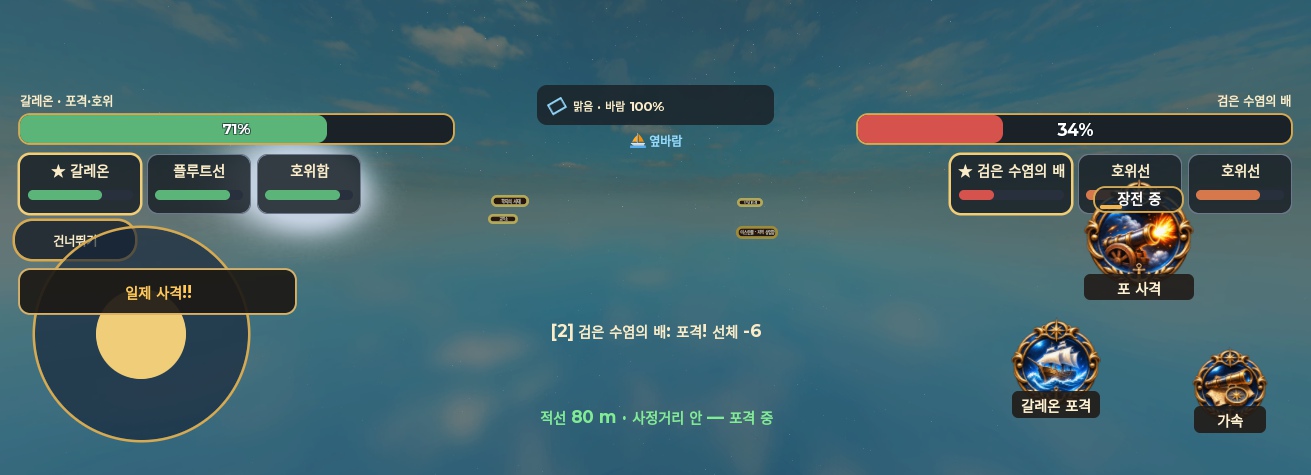 갈레온 · 포격·호위
71%
★ 갈레온
플루트선
호위함
건너뛰기
일제 사격!!
맑음 · 바람 100%
옆바람
검은 수염의 배
34%
★ 검은 수염의 배
호위선
호위선
장전 중
포 사격
[2] 검은 수염의 배: 포격! 선체 -6
적선 80 m · 사정거리 안 — 포격 중
갈레온 포격
가속